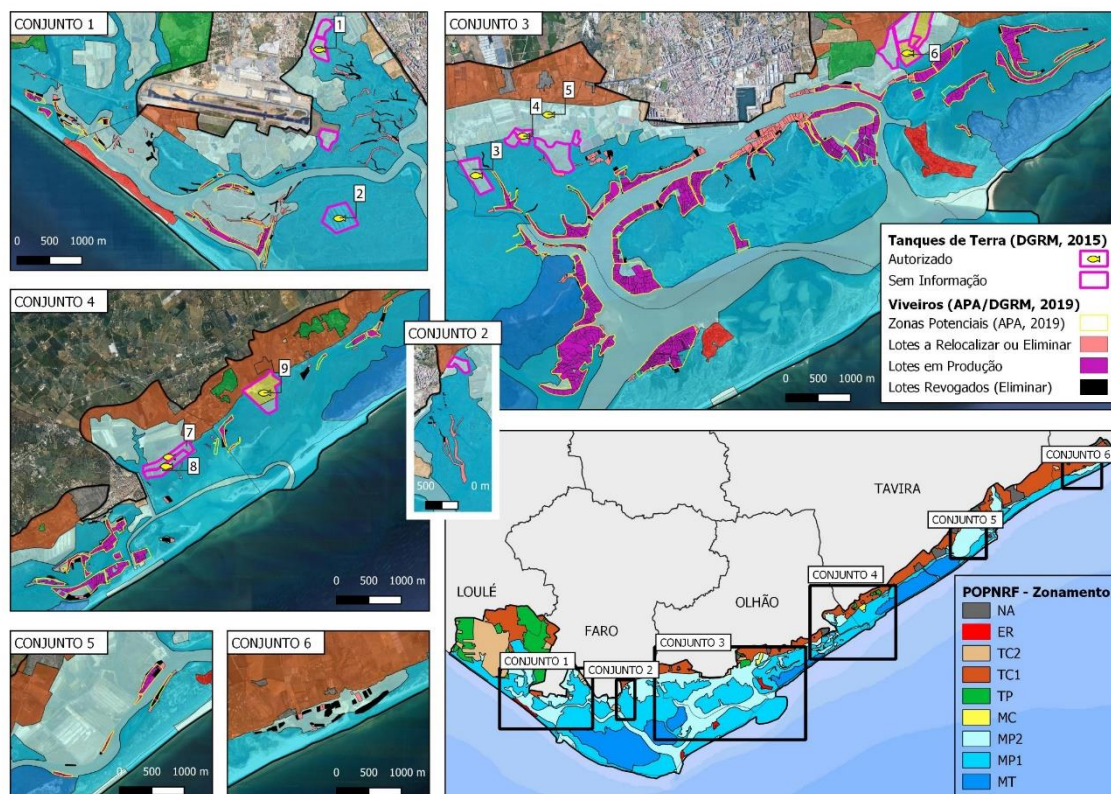 CONJUNTO 1
1
2
0 500 1000 m
CONJUNTO 3
3
4
5
6
0 500 1000 m
Tanques de Terra (DGRM, 2015)
Autorizado
Sem Informação
Viveiros (APA/DGRM, 2019)
Zonas Potenciais (APA, 2019)
Lotes a Relocalizar ou Eliminar
Lotes em Produção
Lotes Revogados (Eliminar)
CONJUNTO 4
7
8
9
0 500 1000 m
CONJUNTO 2
500 0 m
CONJUNTO 5
0 500 1000 m
CONJUNTO 6
0 500 1000 m
TAVIRA
CONJUNTO 6
CONJUNTO 5
CONJUNTO 4
LOULÉ
OLHÃO
FARO
CONJUNTO 3
CONJUNTO 1
CONJUNTO 2
POPNRF - Zonamento
NA
ER
TC2
TC1
TP
MC
MP2
MP1
MT